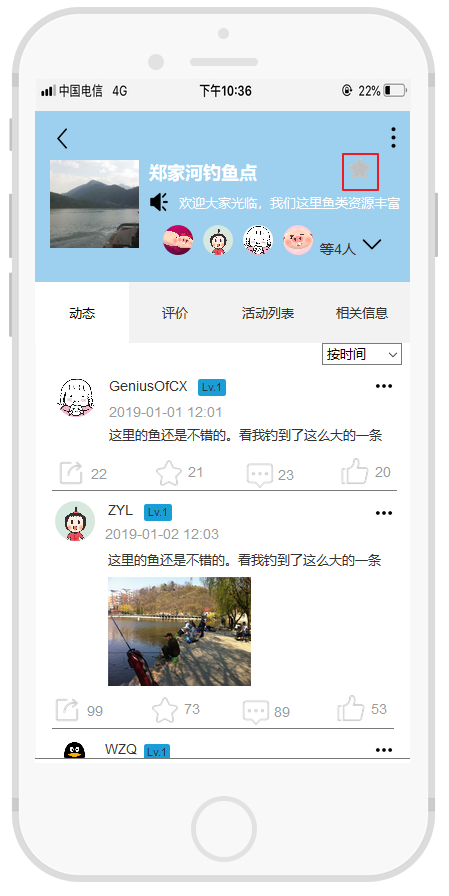 中国电信 4G 下午10:36 22%
郑家河钓鱼点
欢迎大家光临，我们这里鱼类资源丰富
等4人
动态 评价 活动列表 相关信息
按时间
GeniusOfCX Lv.1
2019-01-01 12:01
这里的鱼还是不错的。看我钓到了这么大的一条
22 21 23 20
ZYL Lv.1
2019-01-02 12:03
这里的鱼还是不错的。看我钓到了这么大的一条
99 73 89 53
WZQ Lv.1